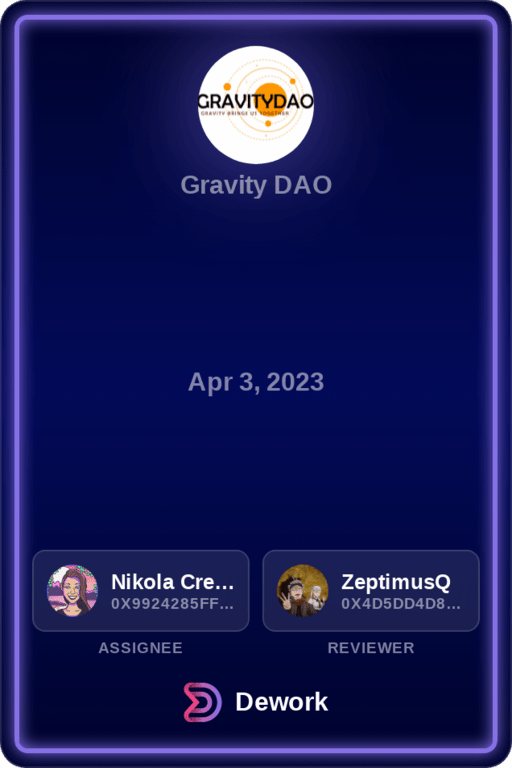 GRAVITYDAO
GRAVITY BRINGS US TOGETHER
Gravity DAO
Apr 3, 2023
Nikola Cre...
0X9924285FF...
ZeptimusQ
0X4D5DD4D8...
ASSIGNEE
REVIEWER
Dework